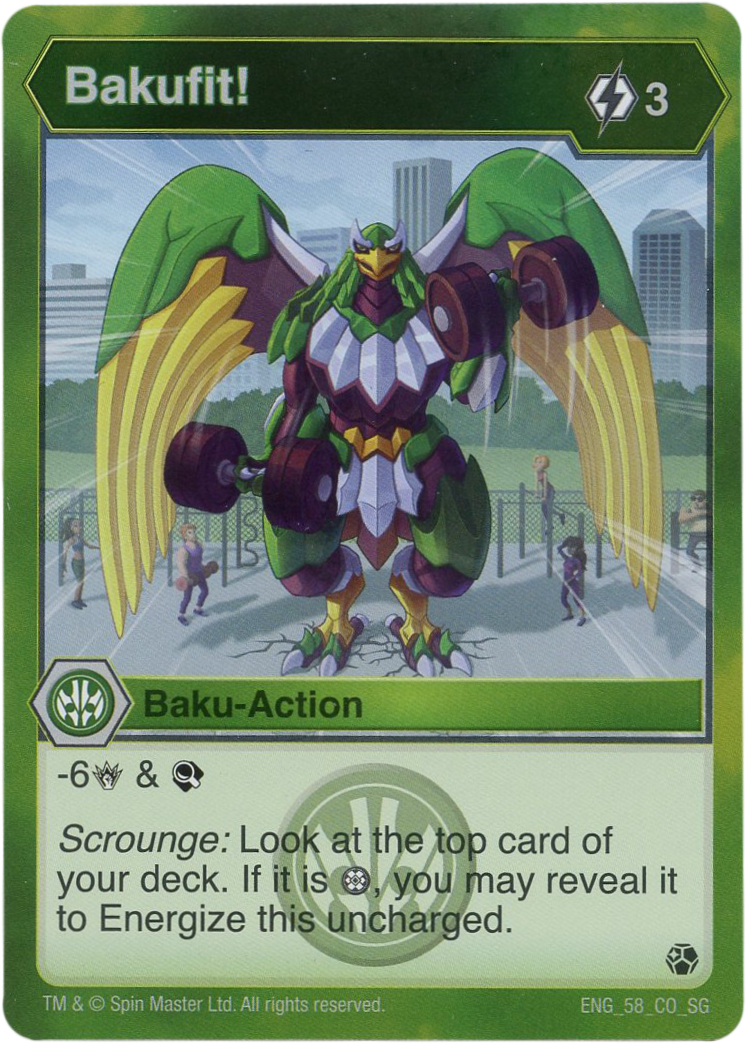 Bakufit!
3
Baku-Action
-6 &
Scrounge: Look at the top card of
your deck. If it is , you may reveal it
to Energize this uncharged.
TM & © Spin Master Ltd. All rights reserved.
ENG_58_CO_SG